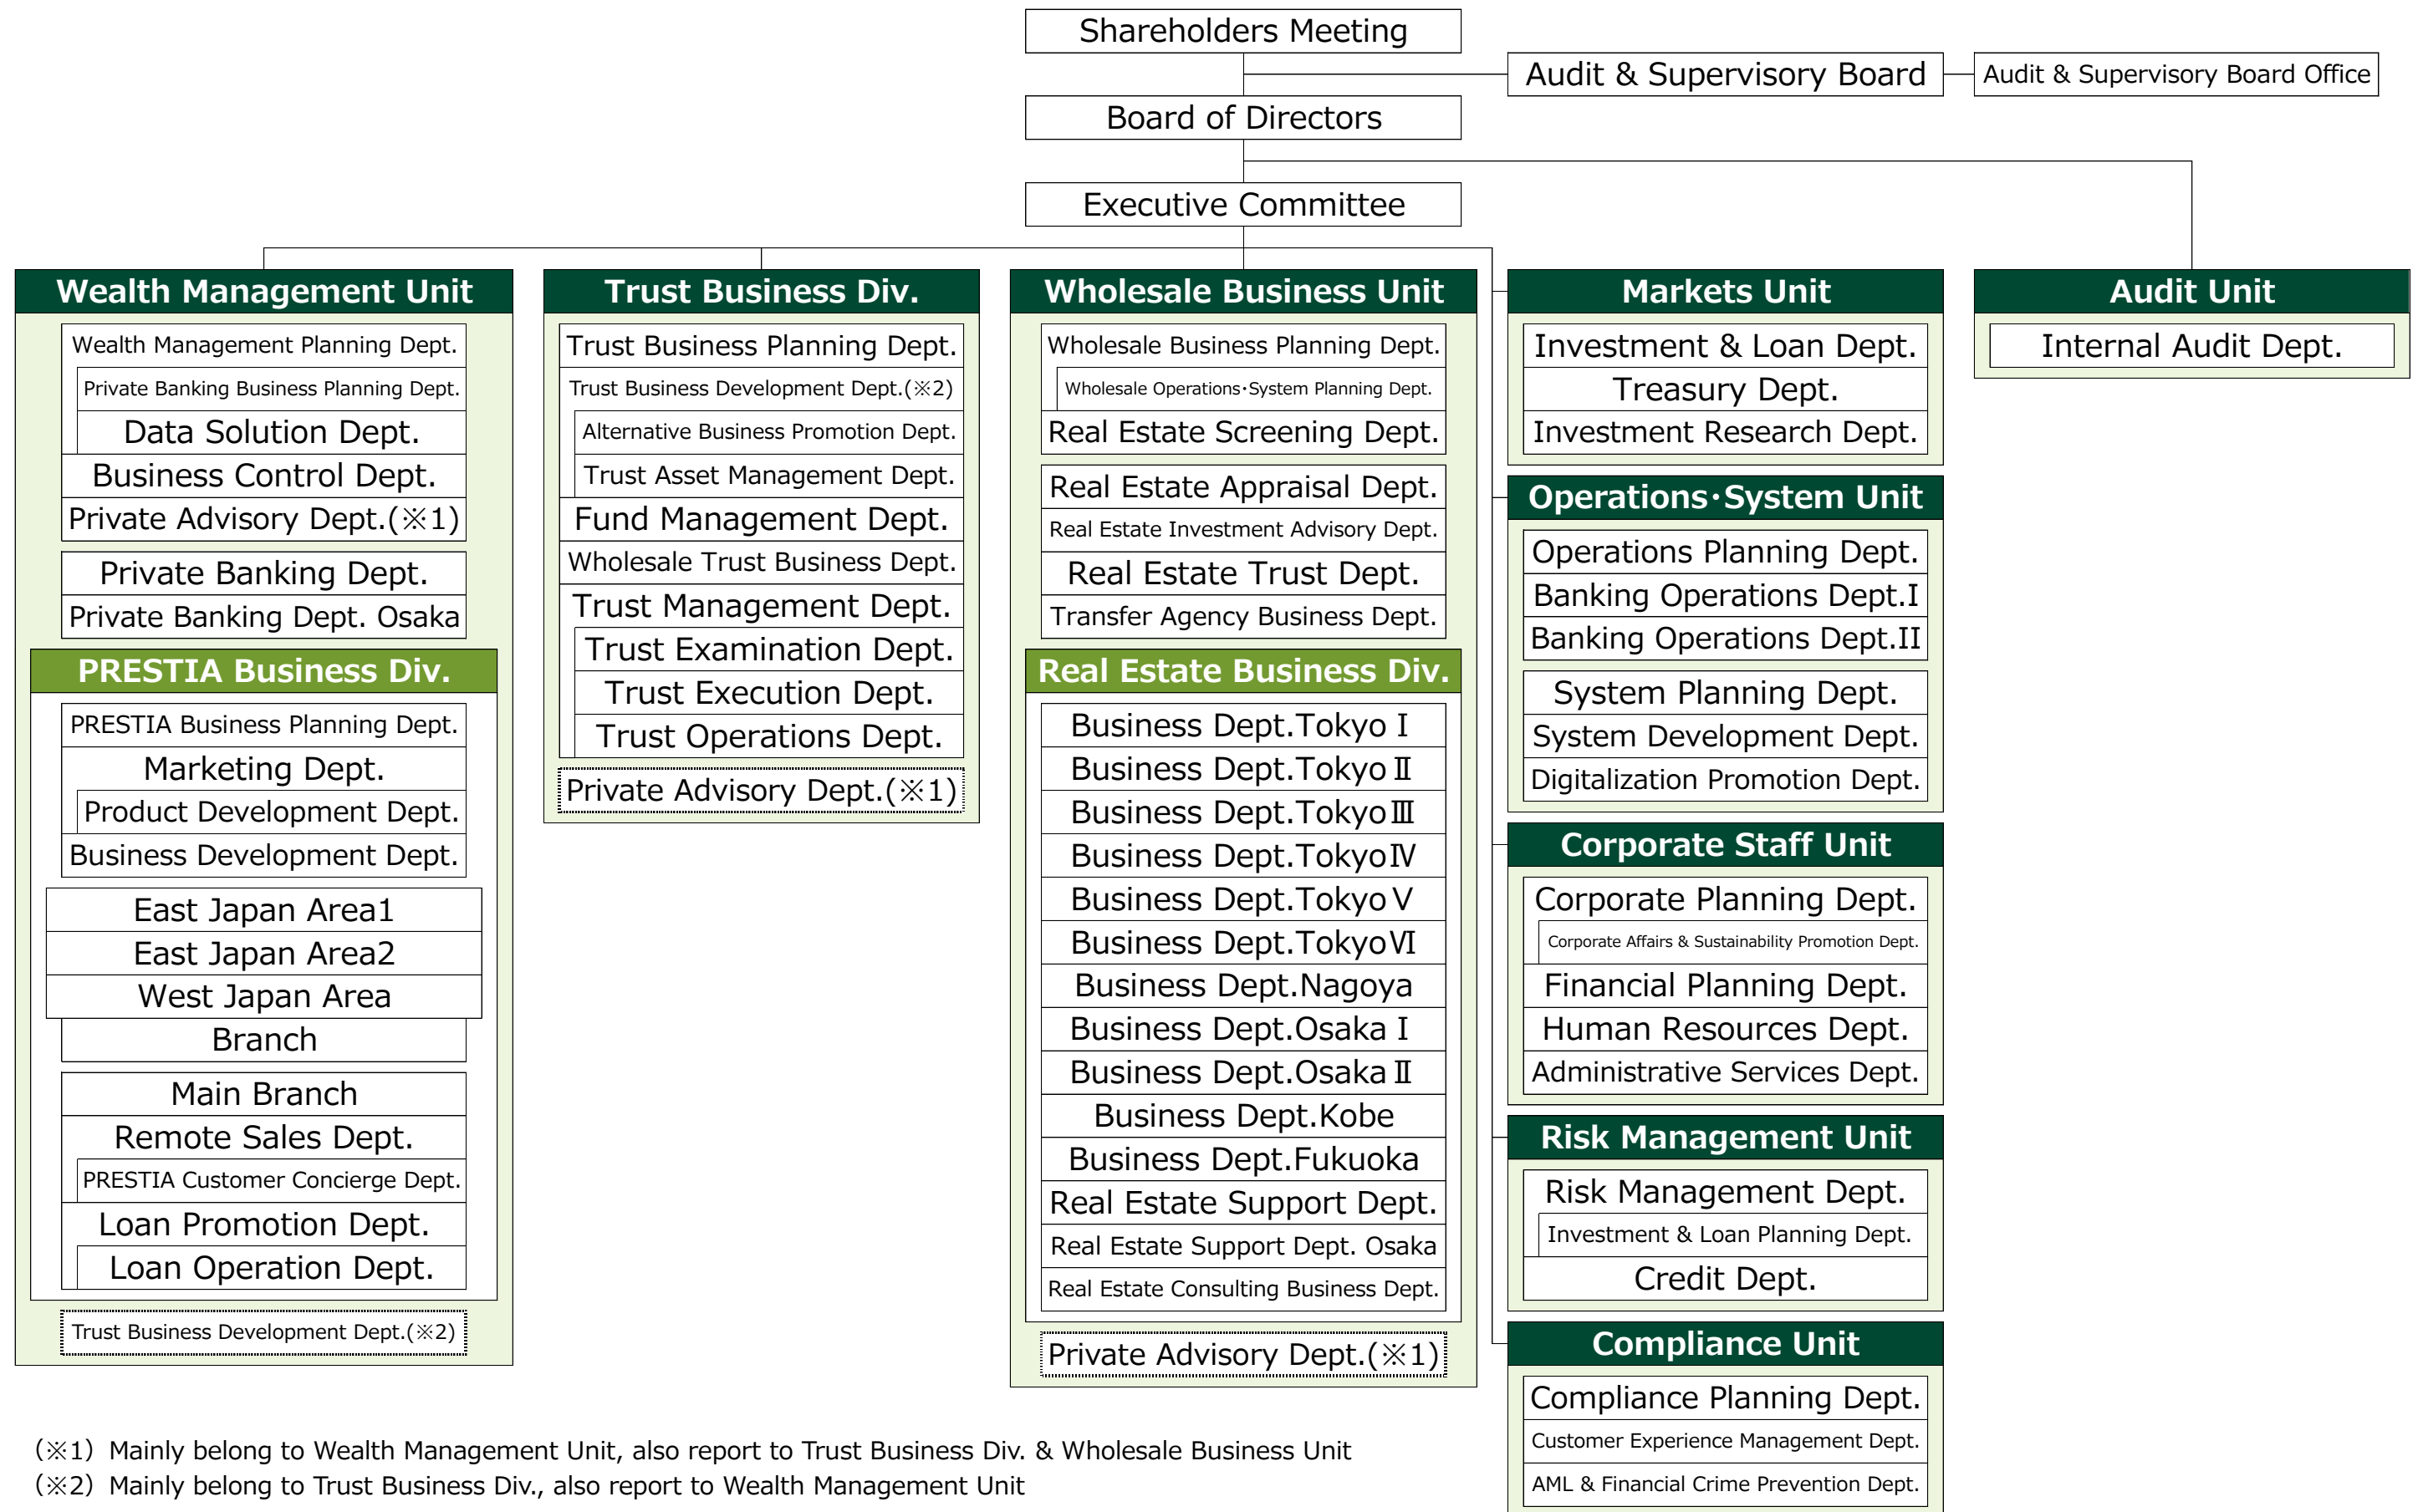 Shareholders Meeting
Audit & Supervisory Board
Audit & Supervisory Board Office
Board of Directors
Executive Committee
Wealth Management Unit
Wealth Management Planning Dept.
Private Banking Business Planning Dept.
Data Solution Dept.
Business Control Dept.
Private Advisory Dept.(※1)
Private Banking Dept.
Private Banking Dept. Osaka
PRESTIA Business Div.
PRESTIA Business Planning Dept.
Marketing Dept.
Product Development Dept.
Business Development Dept.
East Japan Area1
East Japan Area2
West Japan Area
Branch
Main Branch
Remote Sales Dept.
PRESTIA Customer Concierge Dept.
Loan Promotion Dept.
Loan Operation Dept.
Trust Business Development Dept.(※2)
Trust Business Div.
Trust Business Planning Dept.
Trust Business Development Dept.(※2)
Alternative Business Promotion Dept.
Trust Asset Management Dept.
Fund Management Dept.
Wholesale Trust Business Dept.
Trust Management Dept.
Trust Examination Dept.
Trust Execution Dept.
Trust Operations Dept.
Private Advisory Dept.(※1)
Wholesale Business Unit
Wholesale Business Planning Dept.
Wholesale Operations・System Planning Dept.
Real Estate Screening Dept.
Real Estate Appraisal Dept.
Real Estate Investment Advisory Dept.
Real Estate Trust Dept.
Transfer Agency Business Dept.
Real Estate Business Div.
Business Dept.Tokyo Ⅰ
Business Dept.Tokyo Ⅱ
Business Dept.Tokyo Ⅲ
Business Dept.Tokyo Ⅳ
Business Dept.Tokyo Ⅴ
Business Dept.Tokyo Ⅵ
Business Dept.Nagoya
Business Dept.Osaka Ⅰ
Business Dept.Osaka Ⅱ
Business Dept.Kobe
Business Dept.Fukuoka
Real Estate Support Dept.
Real Estate Support Dept. Osaka
Real Estate Consulting Business Dept.
Private Advisory Dept.(※1)
Markets Unit
Investment & Loan Dept.
Treasury Dept.
Investment Research Dept.
Operations・System Unit
Operations Planning Dept.
Banking Operations Dept.I
Banking Operations Dept.II
System Planning Dept.
System Development Dept.
Digitalization Promotion Dept.
Corporate Staff Unit
Corporate Planning Dept.
Corporate Affairs & Sustainability Promotion Dept.
Financial Planning Dept.
Human Resources Dept.
Administrative Services Dept.
Risk Management Unit
Risk Management Dept.
Investment & Loan Planning Dept.
Credit Dept.
Compliance Unit
Compliance Planning Dept.
Customer Experience Management Dept.
AML & Financial Crime Prevention Dept.
Audit Unit
Internal Audit Dept.
（※1）Mainly belong to Wealth Management Unit, also report to Trust Business Div. & Wholesale Business Unit
（※2）Mainly belong to Trust Business Div., also report to Wealth Management Unit